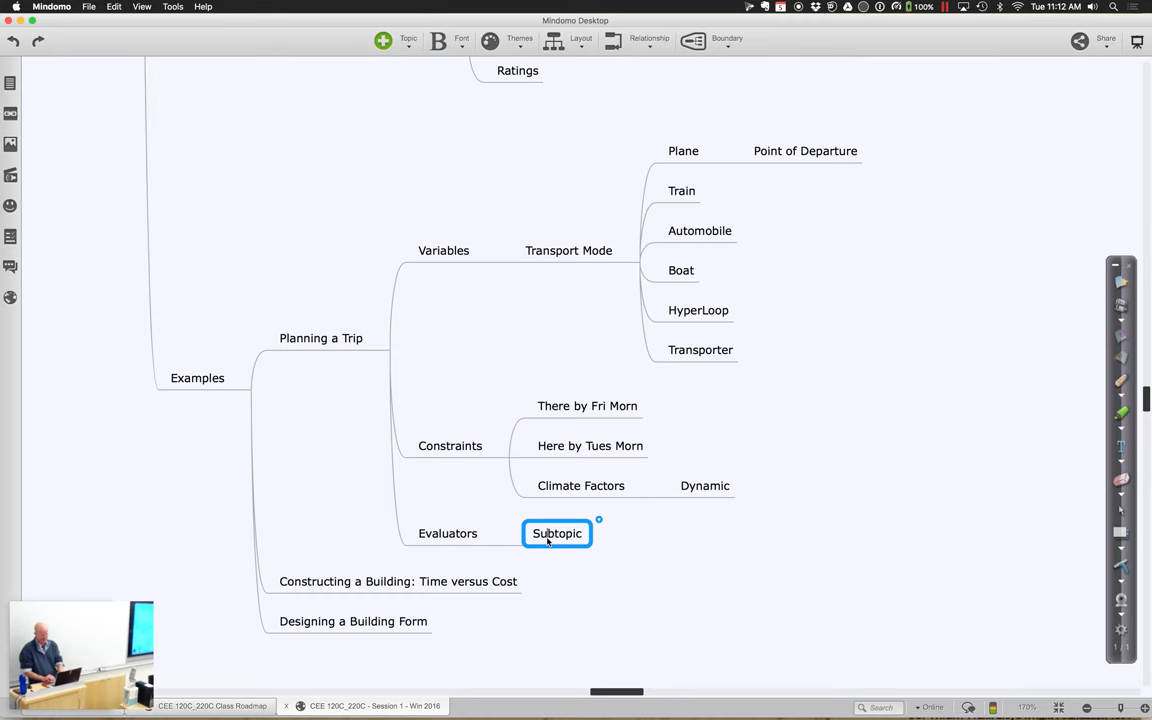 Mindomo File Edit View Tools Help
5
100%
Tue 11:12 AM
Mindomo Desktop
Topic
Font
Themes
Layout
Relationship
Boundary
Share
Ratings
Plane
Point of Departure
Train
Automobile
Variables
Transport Mode
Boat
HyperLoop
Planning a Trip
Transporter
Examples
There by Fri Morn
Constraints
Here by Tues Morn
Climate Factors
Dynamic
Evaluators
Subtopic
Constructing a Building: Time versus Cost
Designing a Building Form
1 / 1
CEE 120C_220C Class Roadmap
CEE 120C_220C - Session 1 - Win 2016
Search
Online
170%